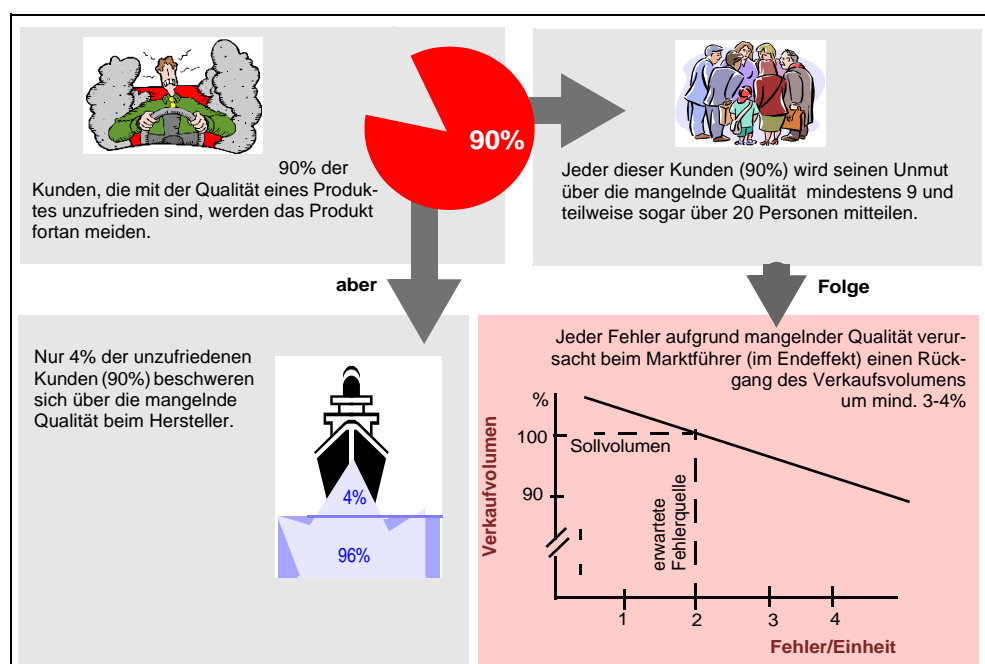 90% der
Kunden, die mit der Qualität eines Produk-
tes unzufrieden sind, werden das Produkt
fortan meiden.
90%
Jeder dieser Kunden (90%) wird seinen Unmut
über die mangelnde Qualität mindestens 9 und
teilweise sogar über 20 Personen mitteilen.
aber
Folge
Nur 4% der unzufriedenen
Kunden (90%) beschweren
sich über die mangelnde
Qualität beim Hersteller.
4%
96%
Jeder Fehler aufgrund mangelnder Qualität verur-
sacht beim Marktführer (im Endeffekt) einen Rück-
gang des Verkaufsvolumens
um mind. 3-4%
%
100
90
Sollvolumen
Verkaufvolumen
erwartete
Fehlerquelle
1
2
3
4
Fehler/Einheit